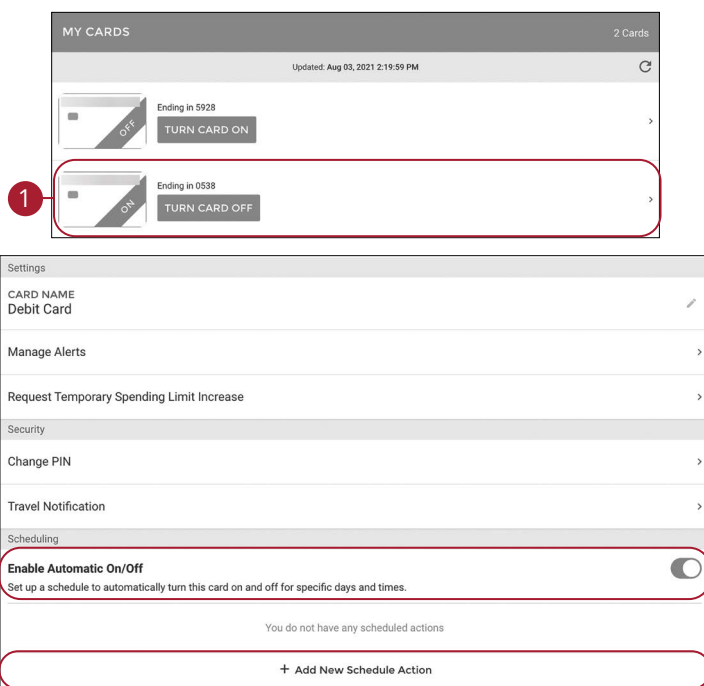 MY CARDS 2 Cards
Updated: Aug 03, 2021 2:19:59 PM
Ending in 5928
OFF TURN CARD ON
1
Ending in 0538
ON TURN CARD OFF
Settings
CARD NAME
Debit Card
Manage Alerts
Request Temporary Spending Limit Increase
Security
Change PIN
Travel Notification
Scheduling
Enable Automatic On/Off
Set up a schedule to automatically turn this card on and off for specific days and times.
You do not have any scheduled actions
+ Add New Schedule Action